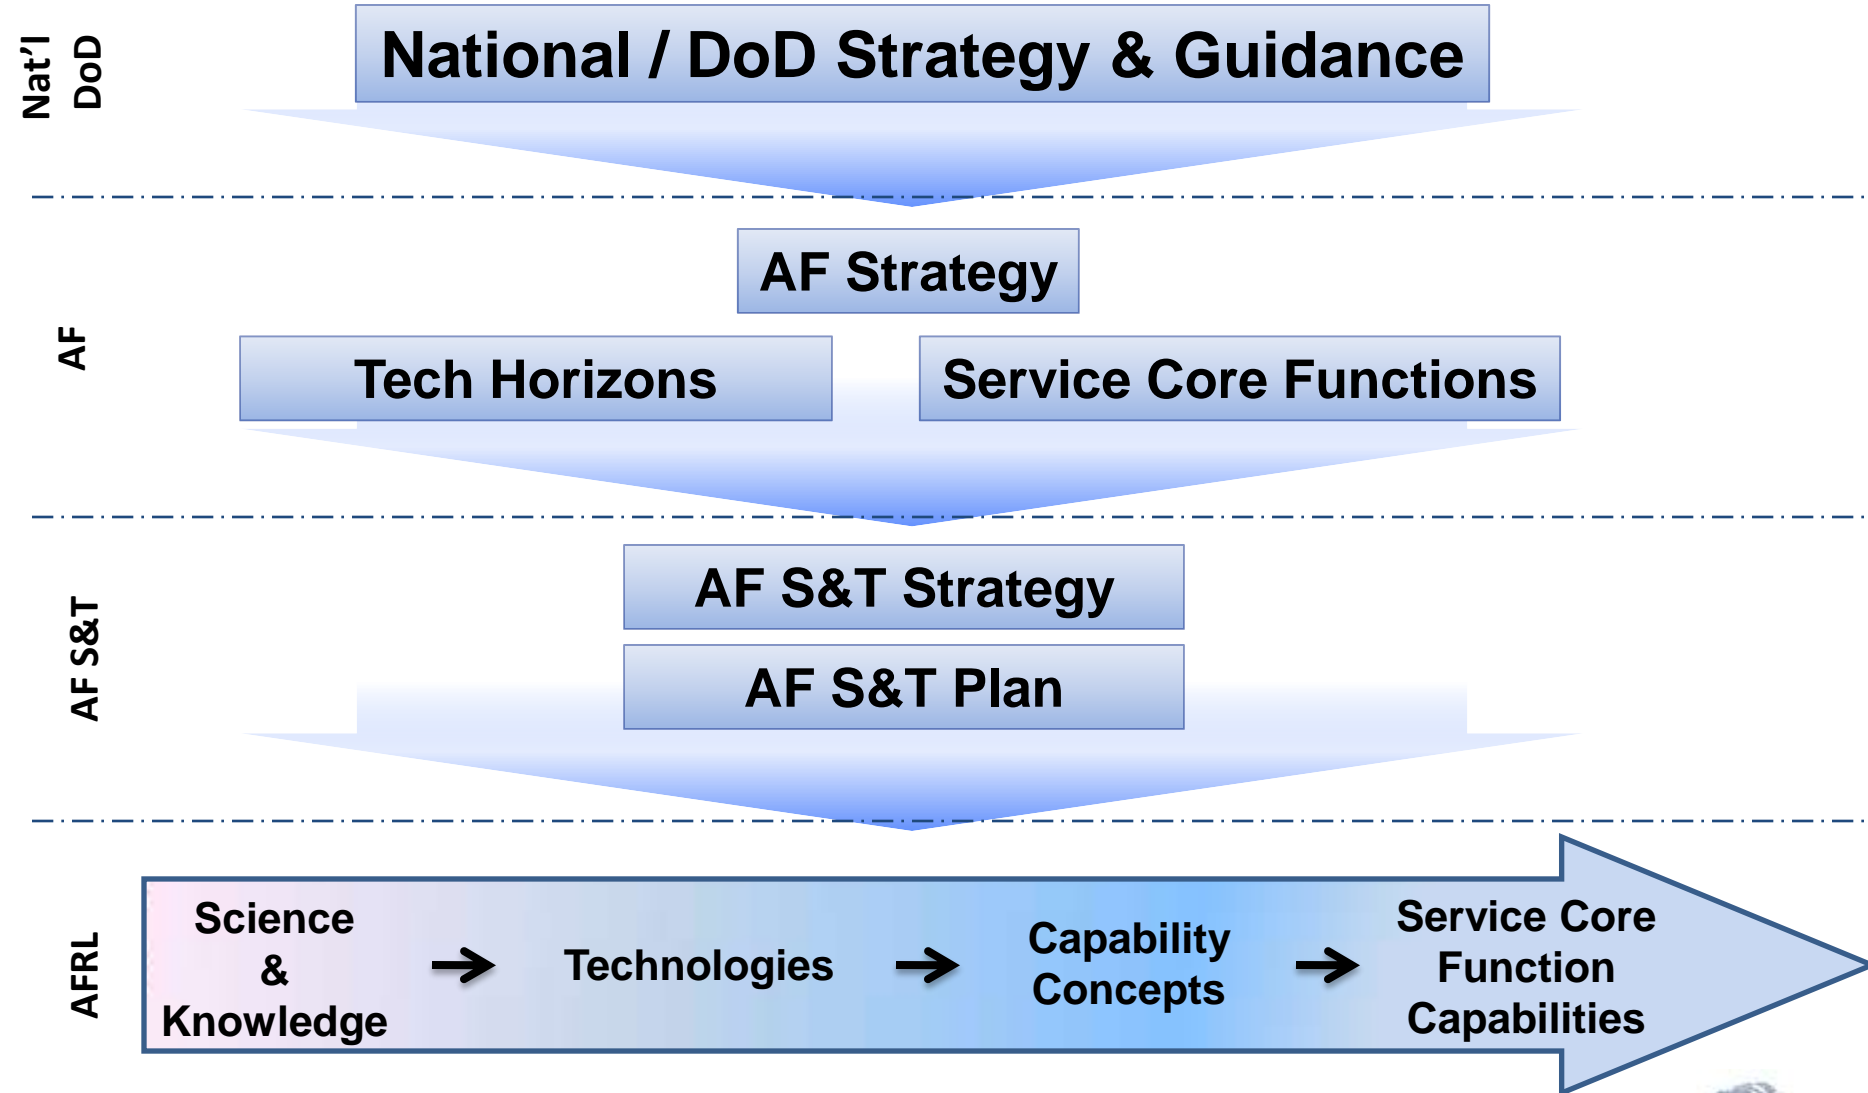 Nat'l
DoD
National / DoD Strategy & Guidance
AF
AF Strategy
Tech Horizons
Service Core Functions
AF S&T
AF S&T Strategy
AF S&T Plan
AFRL
Science
&
Knowledge
Technologies
Capability
Concepts
Service Core
Function
Capabilities